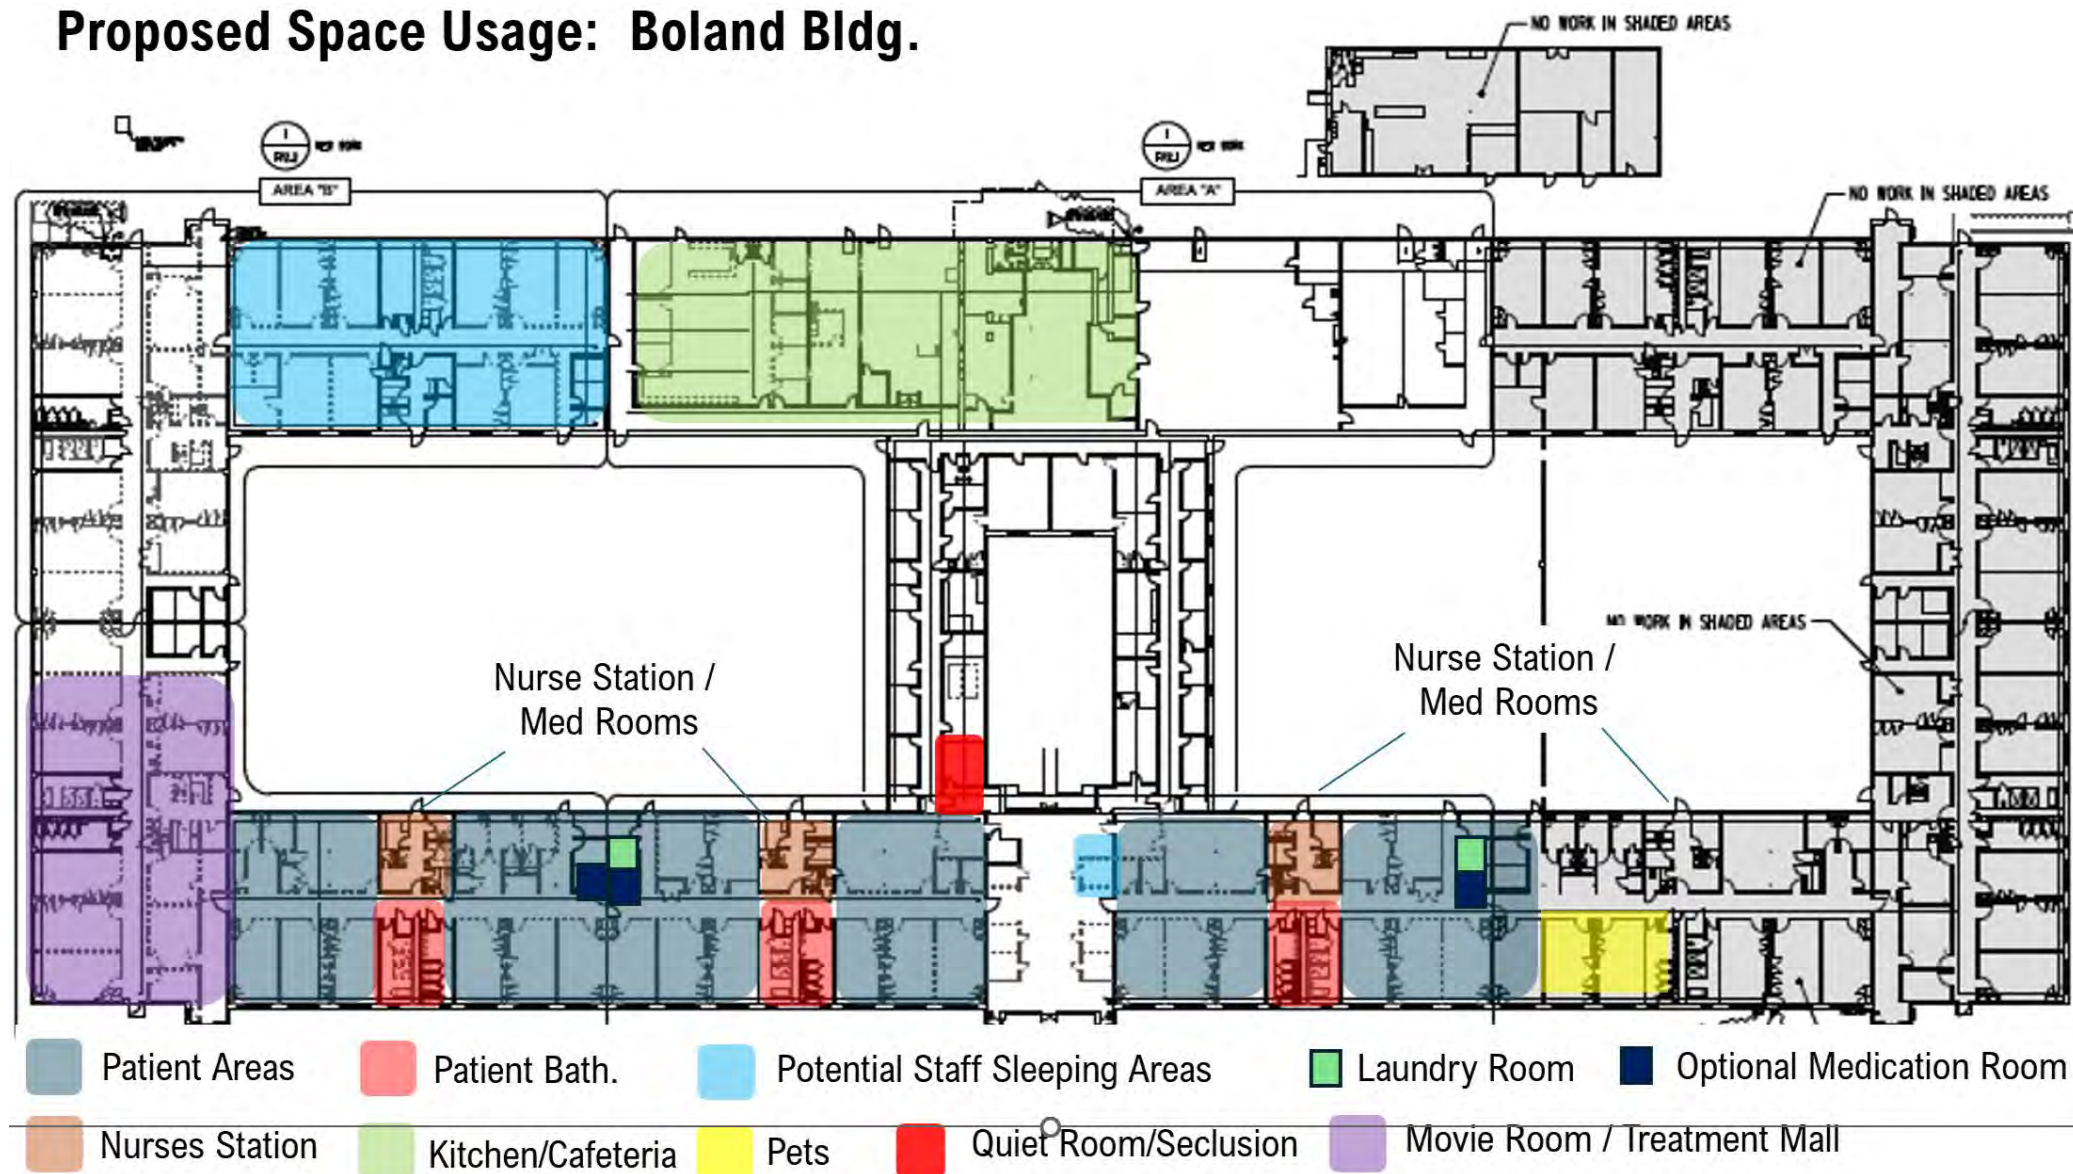 Proposed Space Usage: Boland Bldg.
NO WORK IN SHADED AREAS
1
1
AREA "B"
AREA "A"
NO WORK IN SHADED AREAS
NO WORK IN SHADED AREAS
Nurse Station /
Med Rooms
Nurse Station /
Med Rooms
Patient Areas
Patient Bath.
Potential Staff Sleeping Areas
Laundry Room
Optional Medication Room
Nurses Station
Kitchen/Cafeteria
Pets
Quiet Room/Seclusion
Movie Room / Treatment Mall